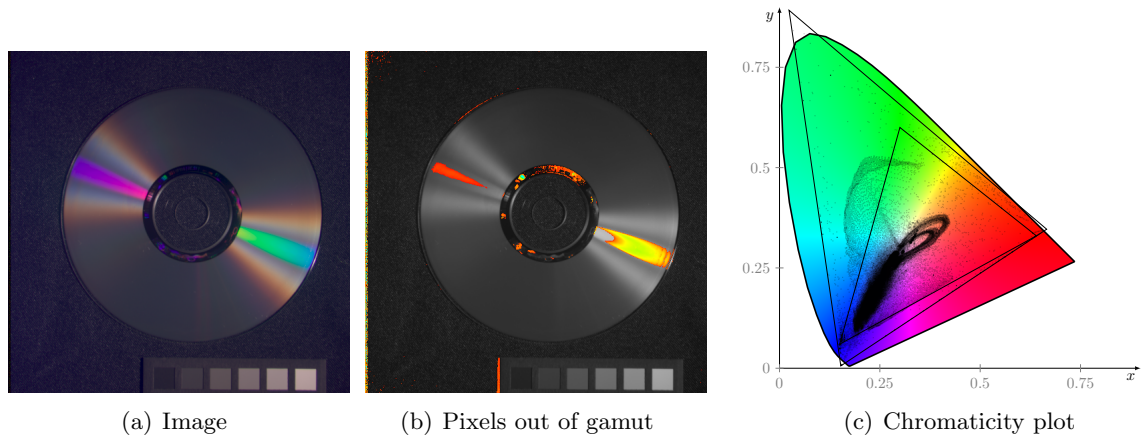 y
0.75
0.5
0.25
0
0 0.25 0.5 0.75 x
(a) Image
(b) Pixels out of gamut
(c) Chromaticity plot